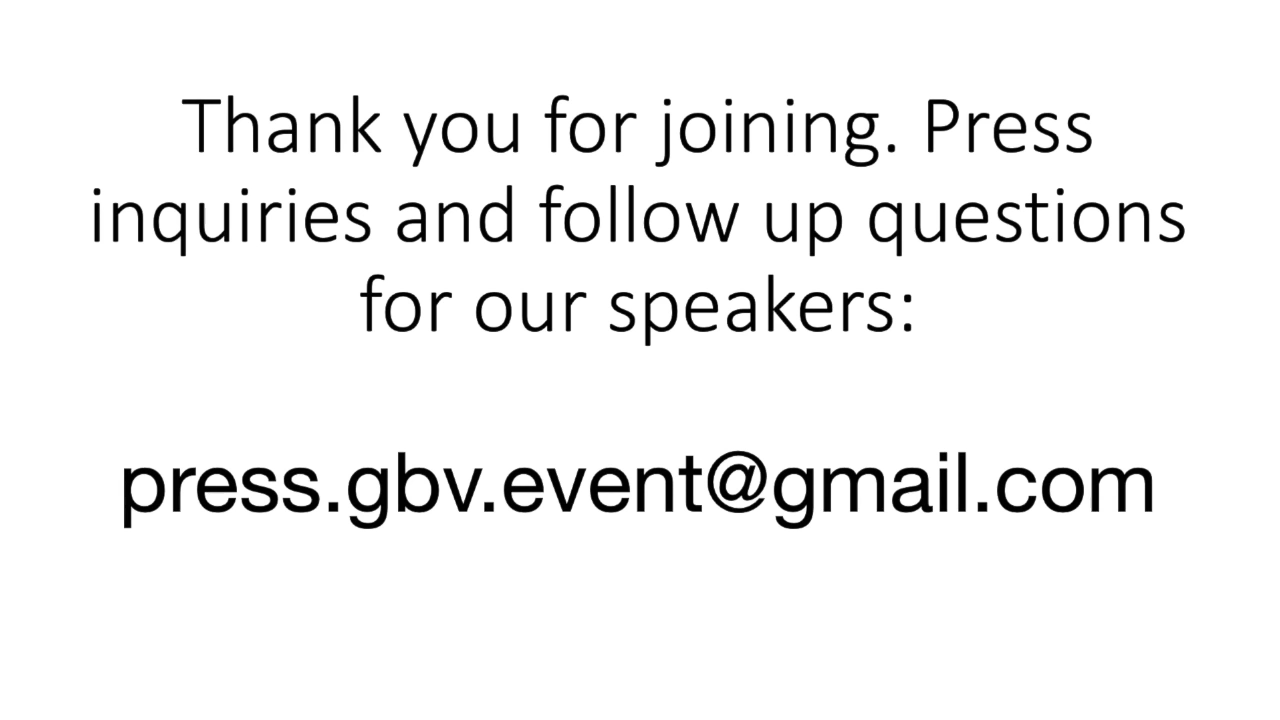 Thank you for joining. Press
inquiries and follow up questions
for our speakers:
press.gbv.event@gmail.com